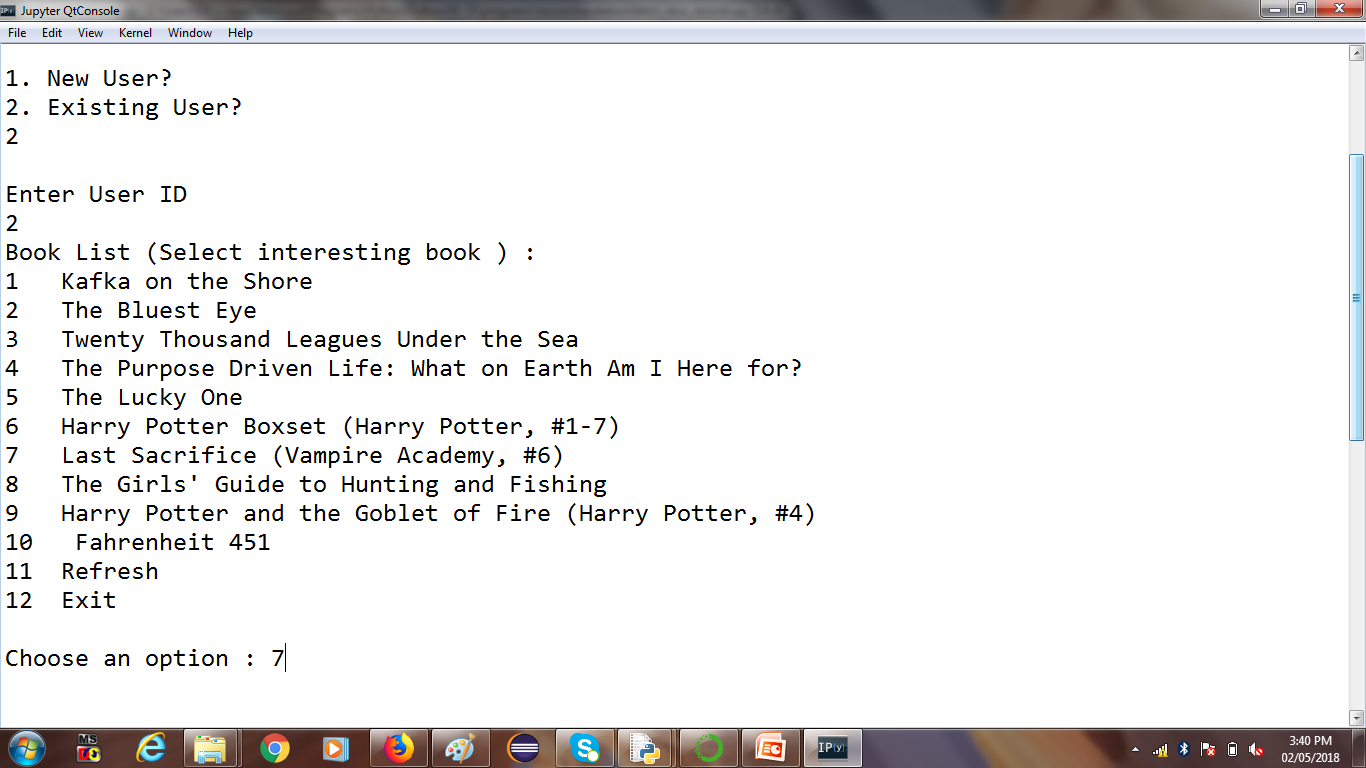 Jupyter QtConsole
File Edit View Kernel Window Help
1. New User?
2. Existing User?
2
Enter User ID
2
Book List (Select interesting book ) :
1   Kafka on the Shore
2   The Bluest Eye
3   Twenty Thousand Leagues Under the Sea
4   The Purpose Driven Life: What on Earth Am I Here for?
5   The Lucky One
6   Harry Potter Boxset (Harry Potter, #1-7)
7   Last Sacrifice (Vampire Academy, #6)
8   The Girls' Guide to Hunting and Fishing
9   Harry Potter and the Goblet of Fire (Harry Potter, #4)
10   Fahrenheit 451
11  Refresh
12  Exit
Choose an option : 7
3:40 PM
02/05/2018